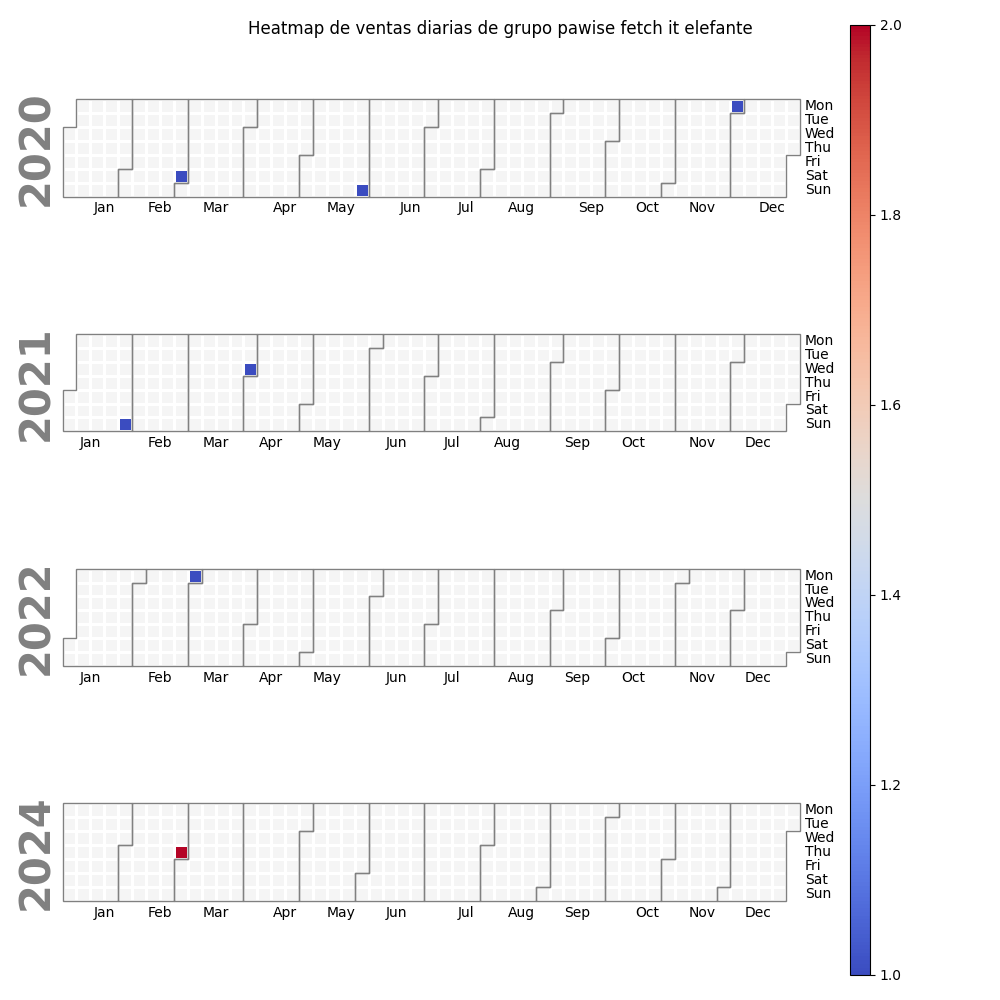 Heatmap de ventas diarias de grupo pawise fetch it elefante
2020
Mon
Tue
Wed
Thu
Fri
Sat
Sun
Jan Feb Mar Apr May Jun Jul Aug Sep Oct Nov Dec
2021
Mon
Tue
Wed
Thu
Fri
Sat
Sun
Jan Feb Mar Apr May Jun Jul Aug Sep Oct Nov Dec
2022
Mon
Tue
Wed
Thu
Fri
Sat
Sun
Jan Feb Mar Apr May Jun Jul Aug Sep Oct Nov Dec
2024
Mon
Tue
Wed
Thu
Fri
Sat
Sun
Jan Feb Mar Apr May Jun Jul Aug Sep Oct Nov Dec
2.0
1.8
1.6
1.4
1.2
1.0